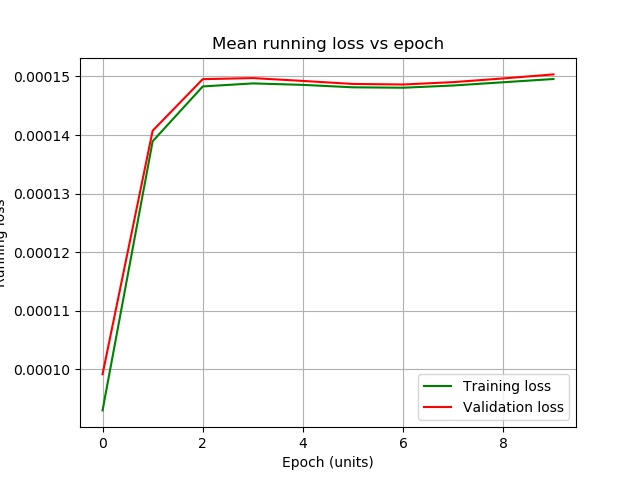 Mean running loss vs epoch
0.00015
0.00014
0.00013
0.00012
0.00011
0.00010
Running loss
0 2 4 6 8
Epoch (units)
Training loss
Validation loss